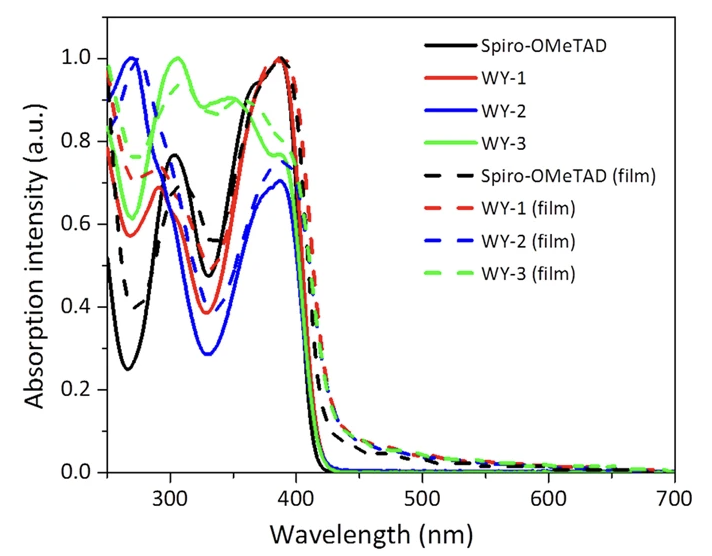 Absorption intensity (a.u.)
1.0
0.8
0.6
0.4
0.2
0.0
Spiro-OMeTAD
WY-1
WY-2
WY-3
Spiro-OMeTAD (film)
WY-1 (film)
WY-2 (film)
WY-3 (film)
300 400 500 600 700
Wavelength (nm)